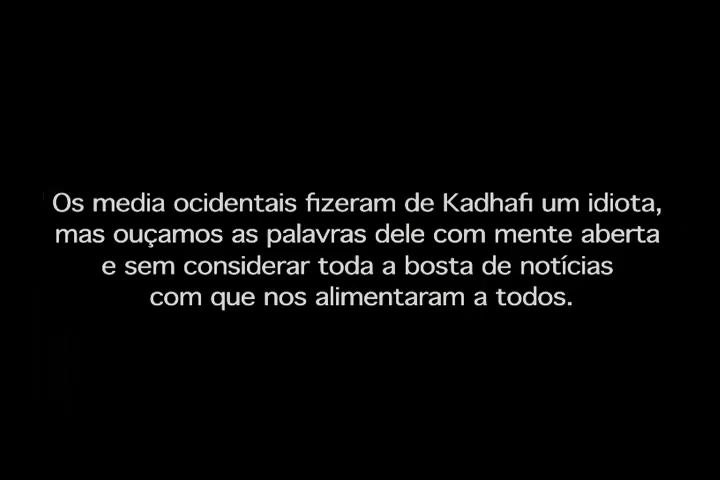 Os media ocidentais fizeram de Kadhafi um idiota,
mas ouçamos as palavras dele com mente aberta
e sem considerar toda a bosta de notícias
com que nos alimentaram a todos.